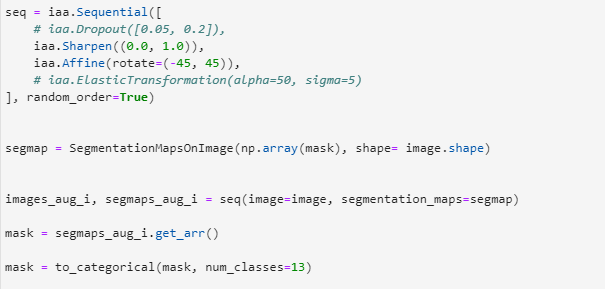 seq = iaa.Sequential([
    # iaa.Dropout([0.05, 0.2]),
    iaa.Sharpen((0.0, 1.0)),
    iaa.Affine(rotate=(-45, 45)),
    # iaa.ElasticTransformation(alpha=50, sigma=5)
], random_order=True)
segmap = SegmentationMapsOnImage(np.array(mask), shape= image.shape)
images_aug_i, segmaps_aug_i = seq(image=image, segmentation_maps=segmap)
mask = segmaps_aug_i.get_arr()
mask = to_categorical(mask, num_classes=13)